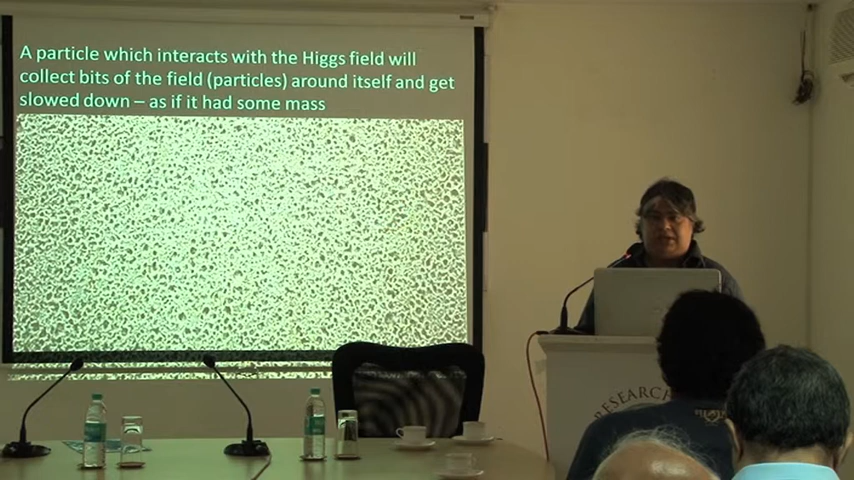 A particle which interacts with the Higgs field will
collect bits of the field (particles) around itself and get
slowed down – as if it had some mass
RESEARCH